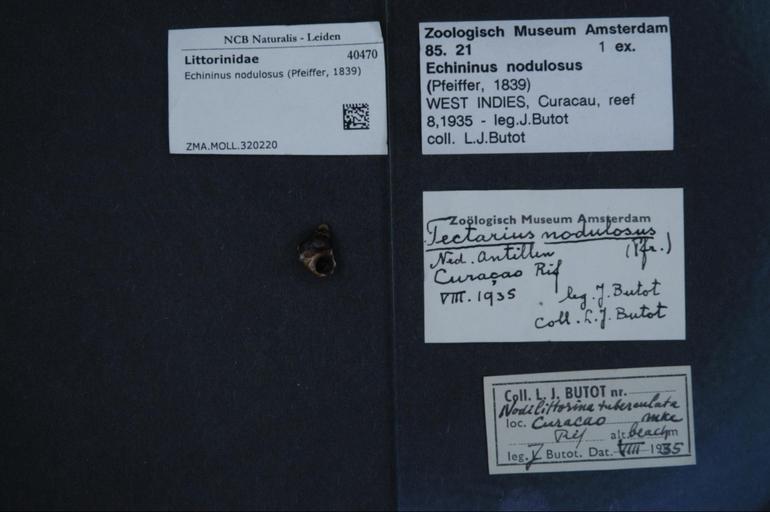 NCB Naturalis - Leiden
Littorinidae 40470
Echininus nodulosus (Pfeiffer, 1839)
ZMA.MOLL.320220
Zoologisch Museum Amsterdam
85. 21 1 ex.
Echininus nodulosus
(Pfeiffer, 1839)
WEST INDIES, Curacau, reef
8,1935 - leg.J.Butot
coll. L.J.Butot
Zoölogisch Museum Amsterdam
Tectarius nodulosus
Ned. Antillen (Pfr.)
Curaçao Rif
VIII. 1935 leg. J. Butot
Coll. L. J. Butot
Coll. L. J. BUTOT nr.
Nodilittorina tuberculata
loc. Curacao mke
Rif alt. beach m
leg. J Butot. Dat. VIII 1935